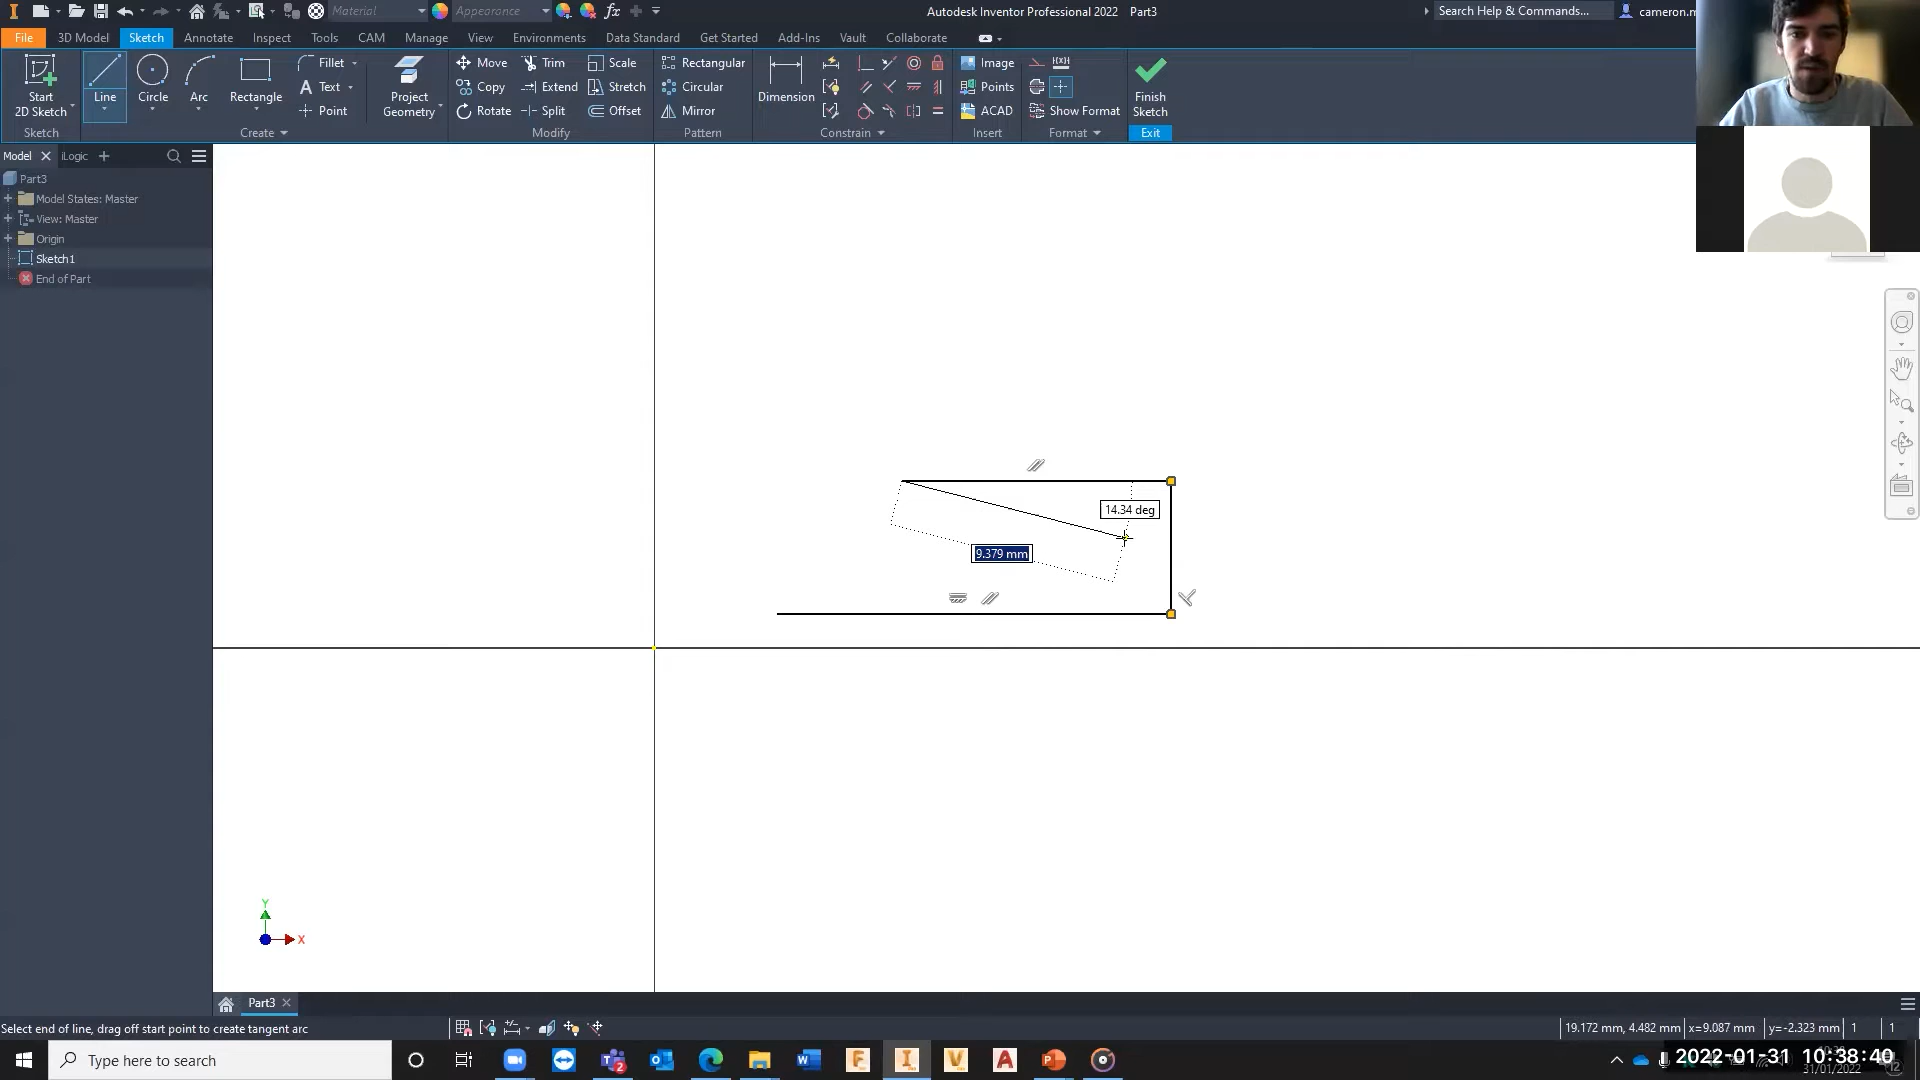 Material
Appearance
fx
Autodesk Inventor Professional 2022 Part3
Search Help & Commands...
cameron.m
File 3D Model Sketch Annotate Inspect Tools CAM Manage View Environments Data Standard Get Started Add-Ins Vault Collaborate
Start 2D Sketch
Line
Circle
Arc
Rectangle
Fillet
Text
Point
Project Geometry
Move
Copy
Rotate
Trim
Extend
Split
Scale
Stretch
Offset
Rectangular
Circular
Mirror
Dimension
Image
Points
ACAD
Show Format
Finish Sketch
Sketch
Create
Modify
Pattern
Constrain
Insert
Format
Exit
Model
iLogic
Part3
Model States: Master
View: Master
Origin
Sketch1
End of Part
14.34 deg
9.379 mm
Y
X
Part3
Select end of line, drag off start point to create tangent arc
19.172 mm, 4.482 mm x=9.087 mm y=-2.323 mm 1 1
Type here to search
2022-01-31 10:38:40
31/01/2022